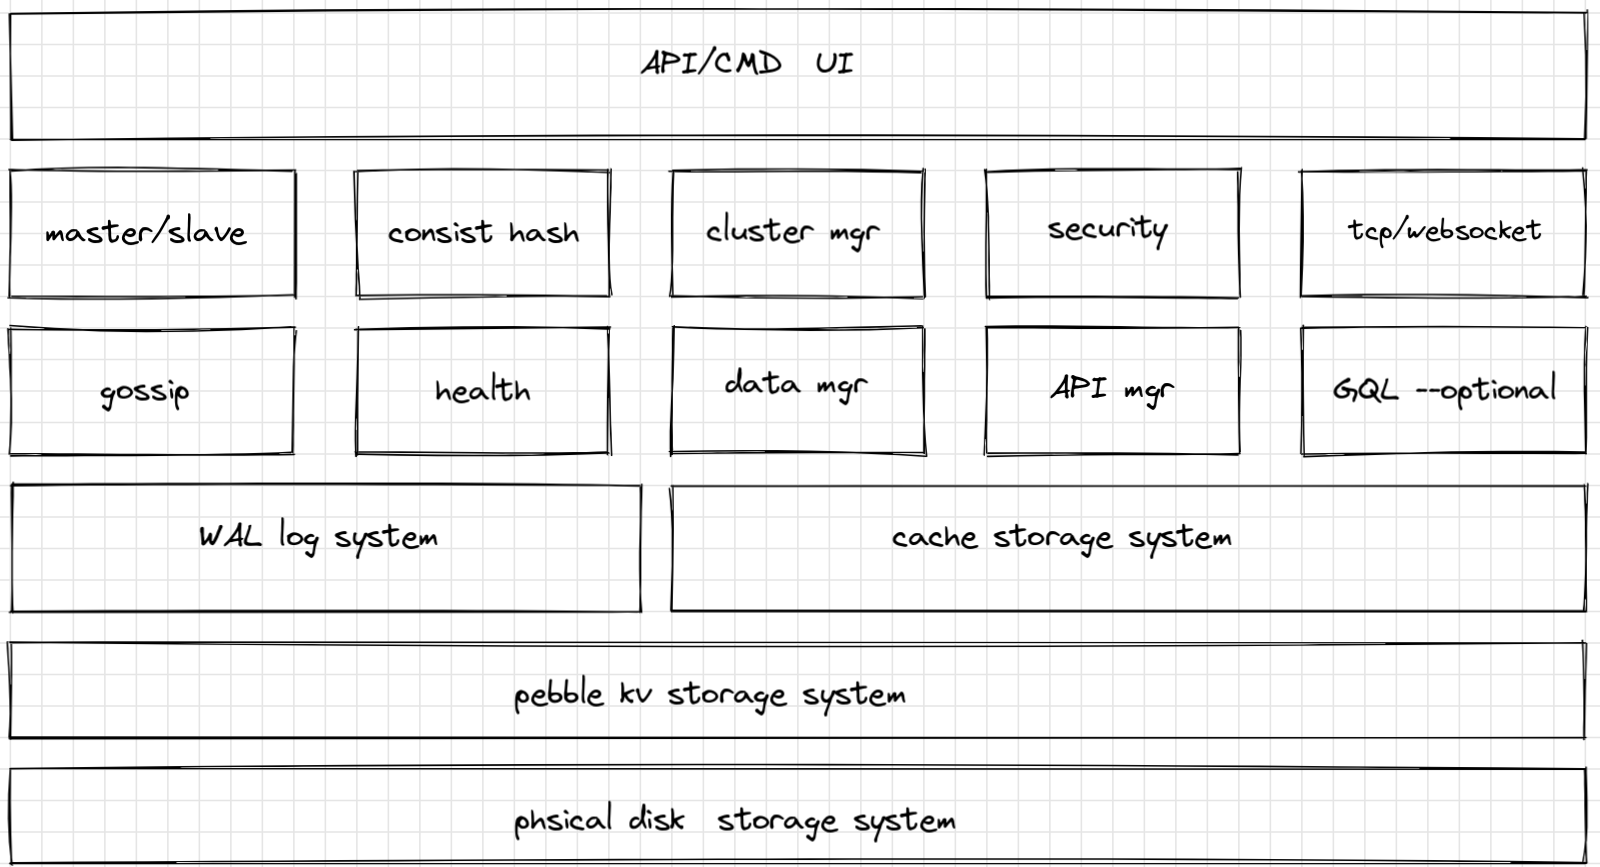 API/CMD UI
master/slave
consist hash
cluster mgr
security
tcp/websocket
gossip
health
data mgr
API mgr
GQL --optional
WAL log system
cache storage system
pebble kv storage system
phsical disk storage system